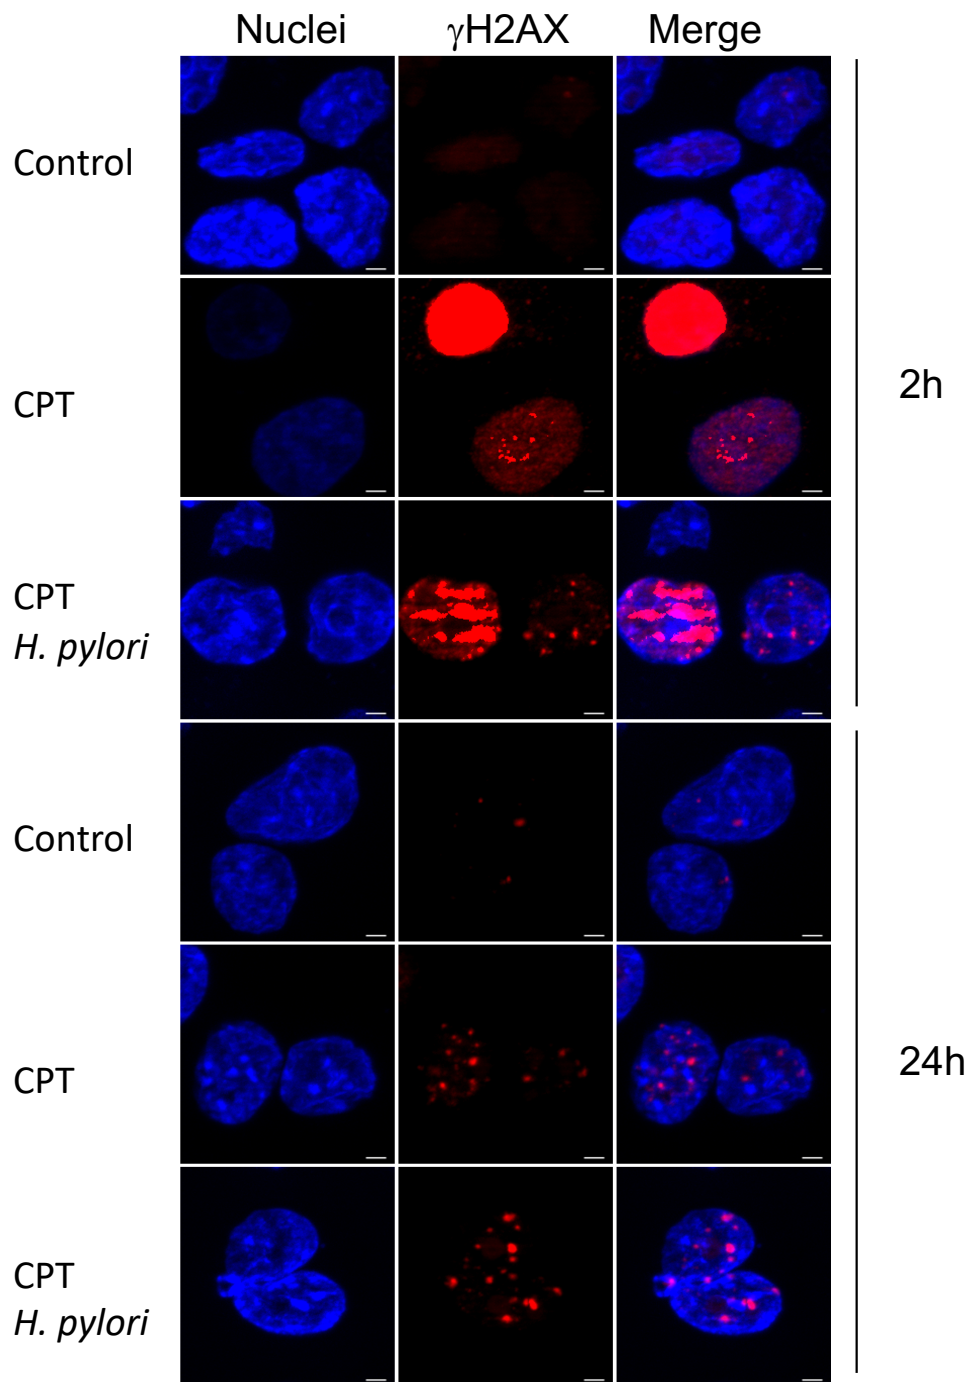 Nuclei γH2AX Merge
Control
CPT
2h
CPT
H. pylori
Control
CPT
24h
CPT
H. pylori